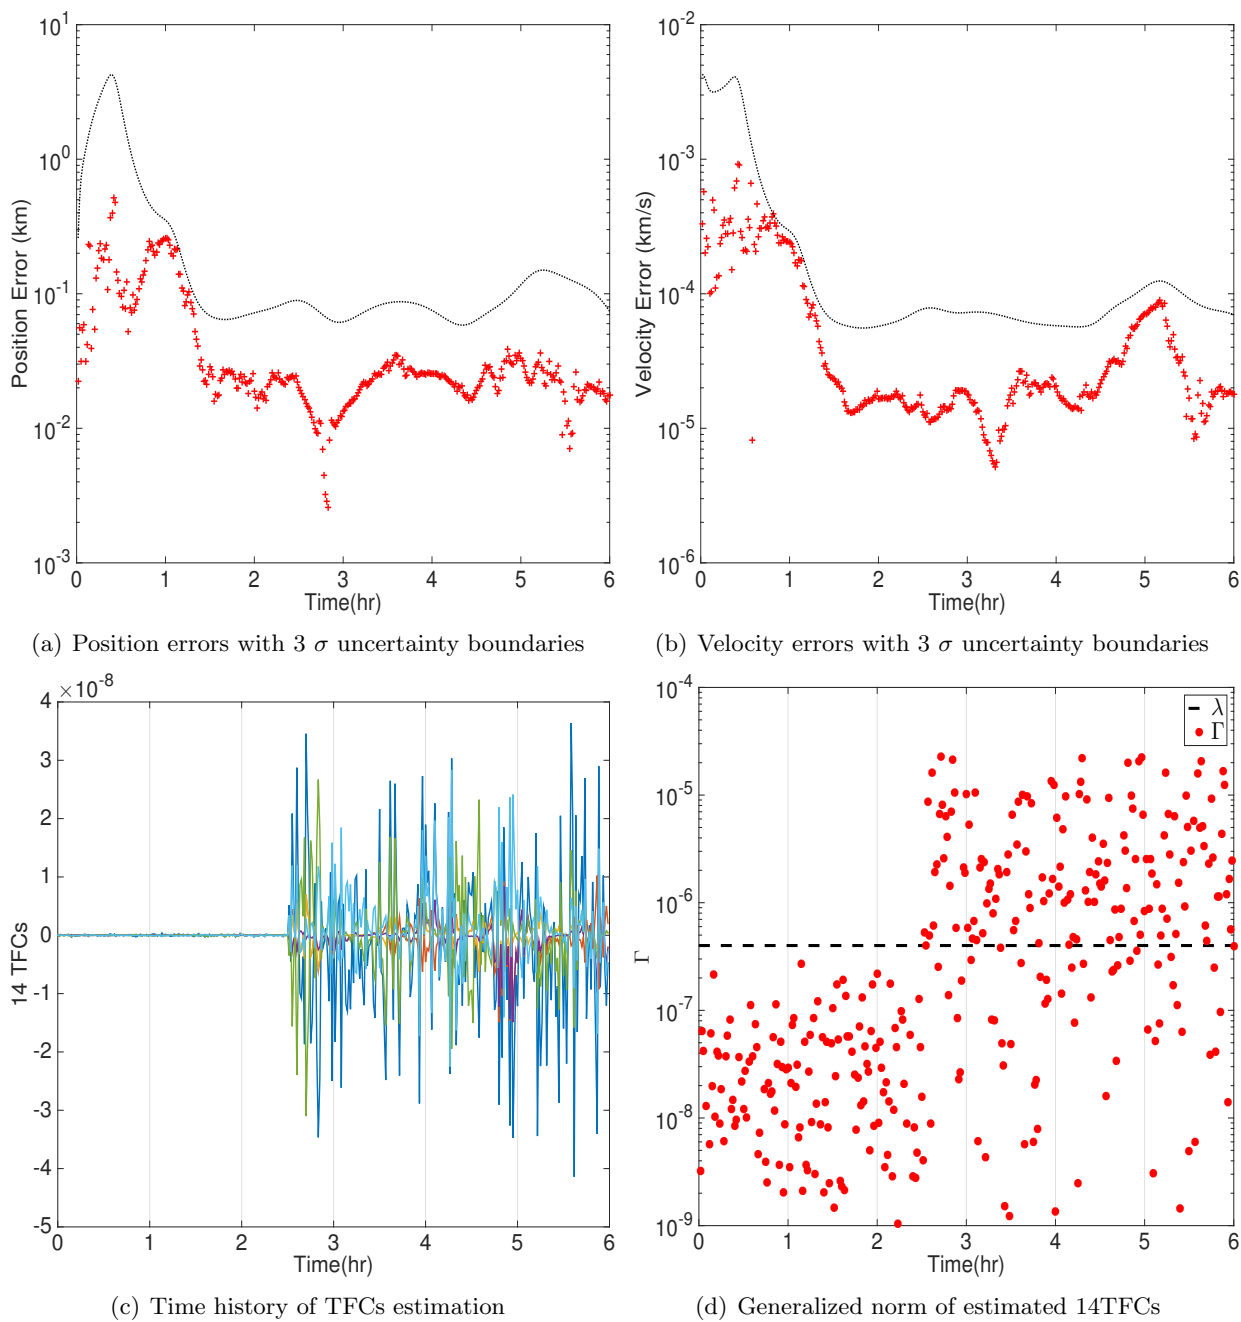 10^1
10^0
10^-1
10^-2
10^-3
Position Error (km)
0 1 2 3 4 5 6
Time(hr)
(a) Position errors with 3 σ uncertainty boundaries
10^-2
10^-3
10^-4
10^-5
10^-6
Velocity Error (km/s)
0 1 2 3 4 5 6
Time(hr)
(b) Velocity errors with 3 σ uncertainty boundaries
×10^-8
4
3
2
1
0
-1
-2
-3
-4
-5
14 TFCs
0 1 2 3 4 5 6
Time(hr)
(c) Time history of TFCs estimation
10^-4
10^-5
10^-6
10^-7
10^-8
10^-9
Γ
λ
Γ
0 1 2 3 4 5 6
Time(hr)
(d) Generalized norm of estimated 14TFCs